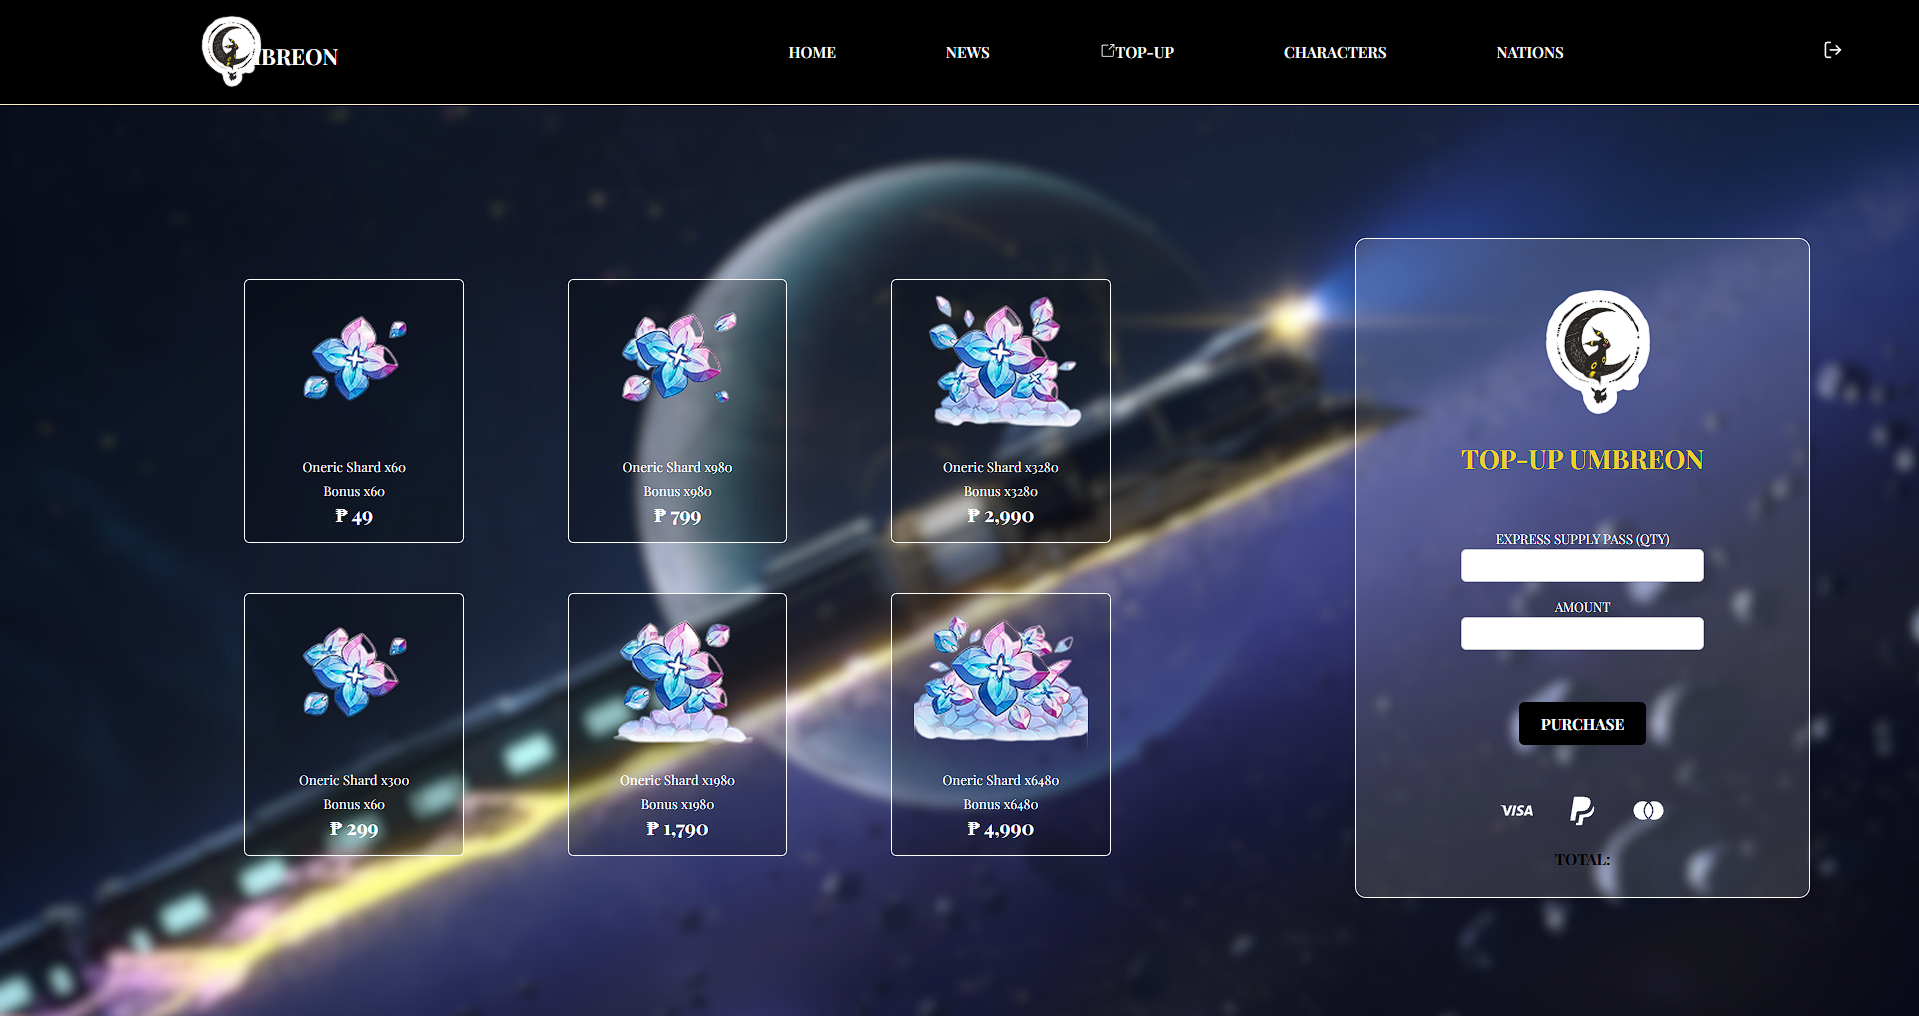 BREON
HOME
NEWS
TOP-UP
CHARACTERS
NATIONS
Oneric Shard x60
Bonus x60
₱ 49
Oneric Shard x980
Bonus x980
₱ 799
Oneric Shard x3280
Bonus x3280
₱ 2,990
Oneric Shard x300
Bonus x60
₱ 299
Oneric Shard x1980
Bonus x1980
₱ 1,790
Oneric Shard x6480
Bonus x6480
₱ 4,990
TOP-UP UMBREON
EXPRESS SUPPLY PASS (QTY)
AMOUNT
PURCHASE
VISA
TOTAL: